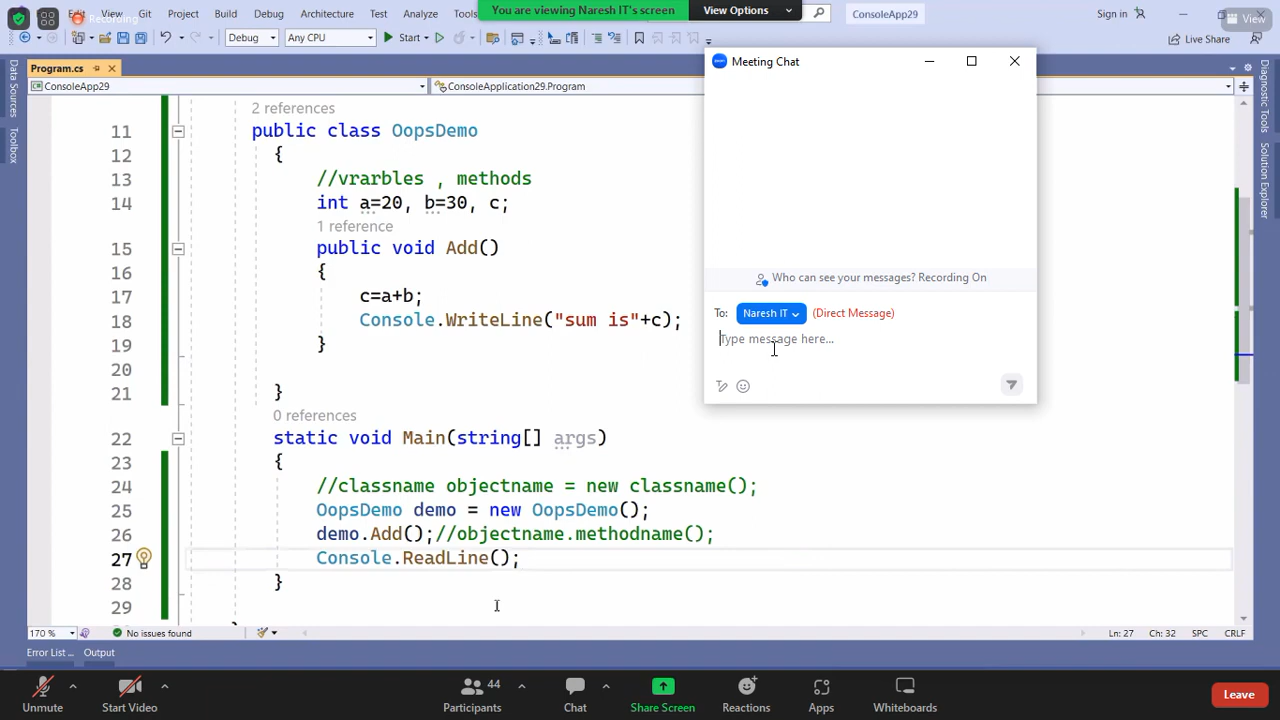 Recording
You are viewing Naresh IT's screen
View Options
View
Git
View
Git
Project
Build
Debug
Architecture
Test
ConsoleApp29
Sign in
Debug
Any CPU
Start
Live Share
Program.cs
ConsoleApp29
ConsoleApplication29.Program
Data Sources
Toolbox
Diagnostic Tools
Solution Explorer
2 references
11 public class OopsDemo
12 {
13 //vrarbles , methods
14 int a=20, b=30, c;
1 reference
15 public void Add()
16 {
17 c=a+b;
18 Console.WriteLine("sum is"+c);
19 }
20
21 }
0 references
22 static void Main(string[] args)
23 {
24 //classname objectname = new classname();
25 OopsDemo demo = new OopsDemo();
26 demo.Add();//objectname.methodname();
27 Console.ReadLine();
28 }
29
Meeting Chat
Who can see your messages? Recording On
To: Naresh IT (Direct Message)
Type message here...
170 %
No issues found
Ln: 27 Ch: 32 SPC CRLF
Error List ... Output
Unmute
Start Video
44
Participants
Chat
Share Screen
Reactions
Apps
Whiteboards
Leave